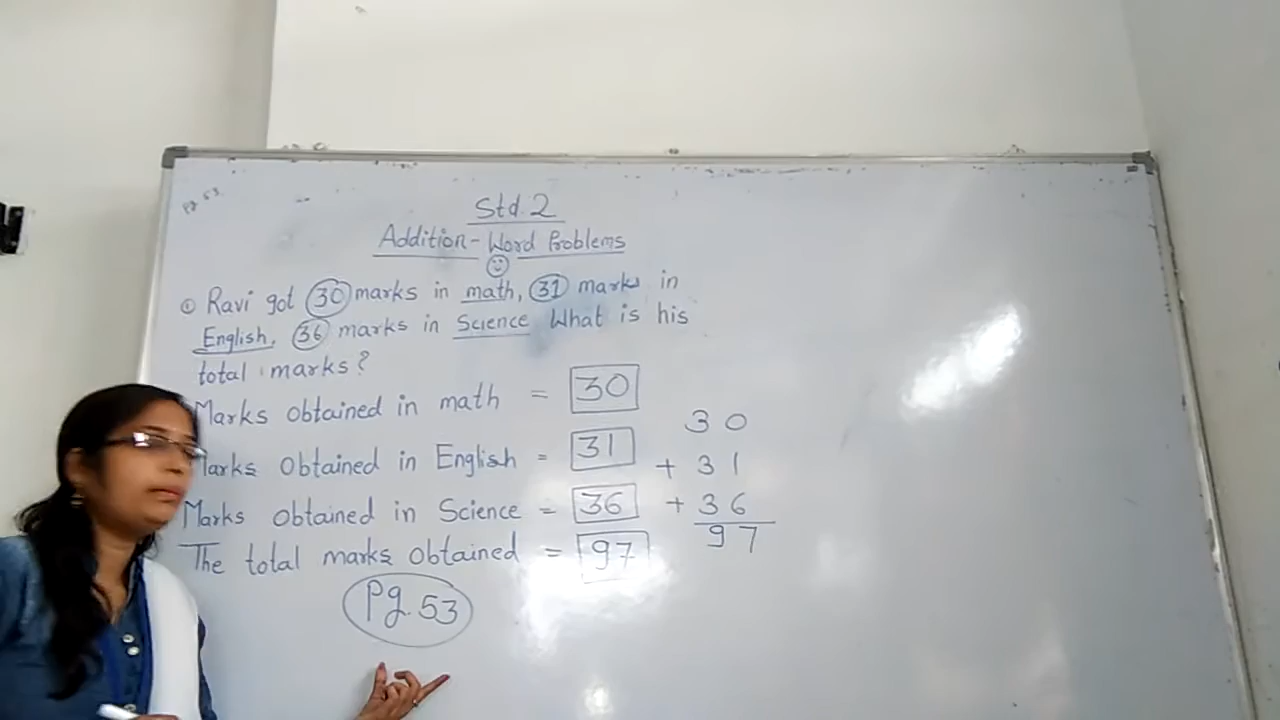 Pg. 53
Std. 2
Addition - Word Problems
① Ravi got 30 marks in math, 31 marks in
English, 36 marks in Science What is his
total marks?
Marks obtained in math = 30
Marks obtained in English = 31
Marks obtained in Science = 36
The total marks obtained = 97
30
+ 31
+ 36
97
Pg. 53